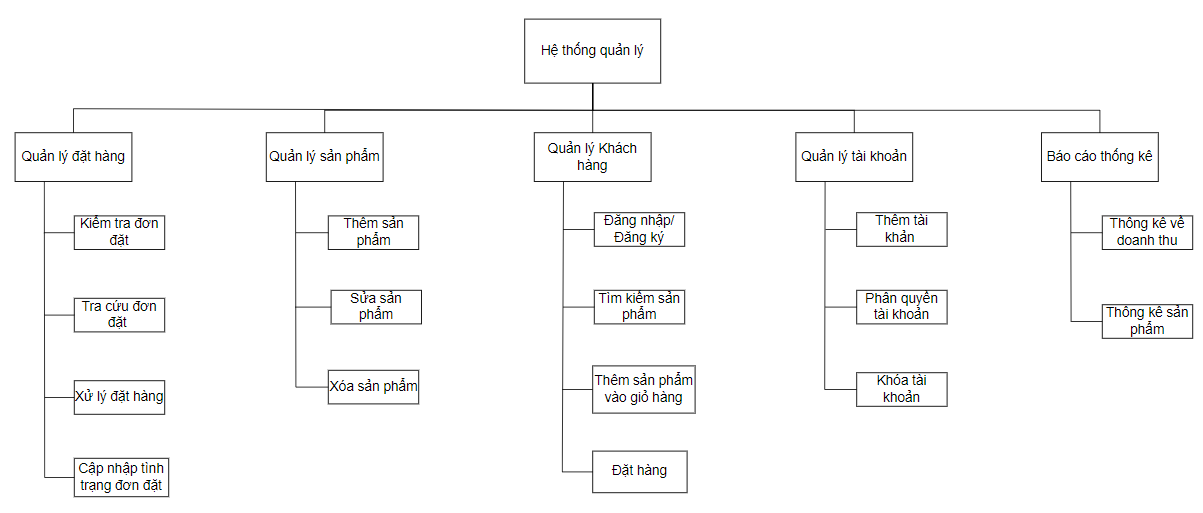 Hệ thống quản lý
Quản lý đặt hàng
Quản lý sản phẩm
Quản lý Khách
hàng
Quản lý tài khoản
Báo cáo thống kê
Kiểm tra đơn
đặt
Tra cứu đơn
đặt
Xử lý đặt hàng
Cập nhập tình
trạng đơn đặt
Thêm sản
phẩm
Sửa sản
phẩm
Xóa sản phẩm
Đăng nhập/
Đăng ký
Tìm kiếm sản
phẩm
Thêm sản phẩm
vào giỏ hàng
Đặt hàng
Thêm tài
khản
Phân quyền
tài khoản
Khóa tài
khoản
Thông kê về
doanh thu
Thông kê sản
phẩm